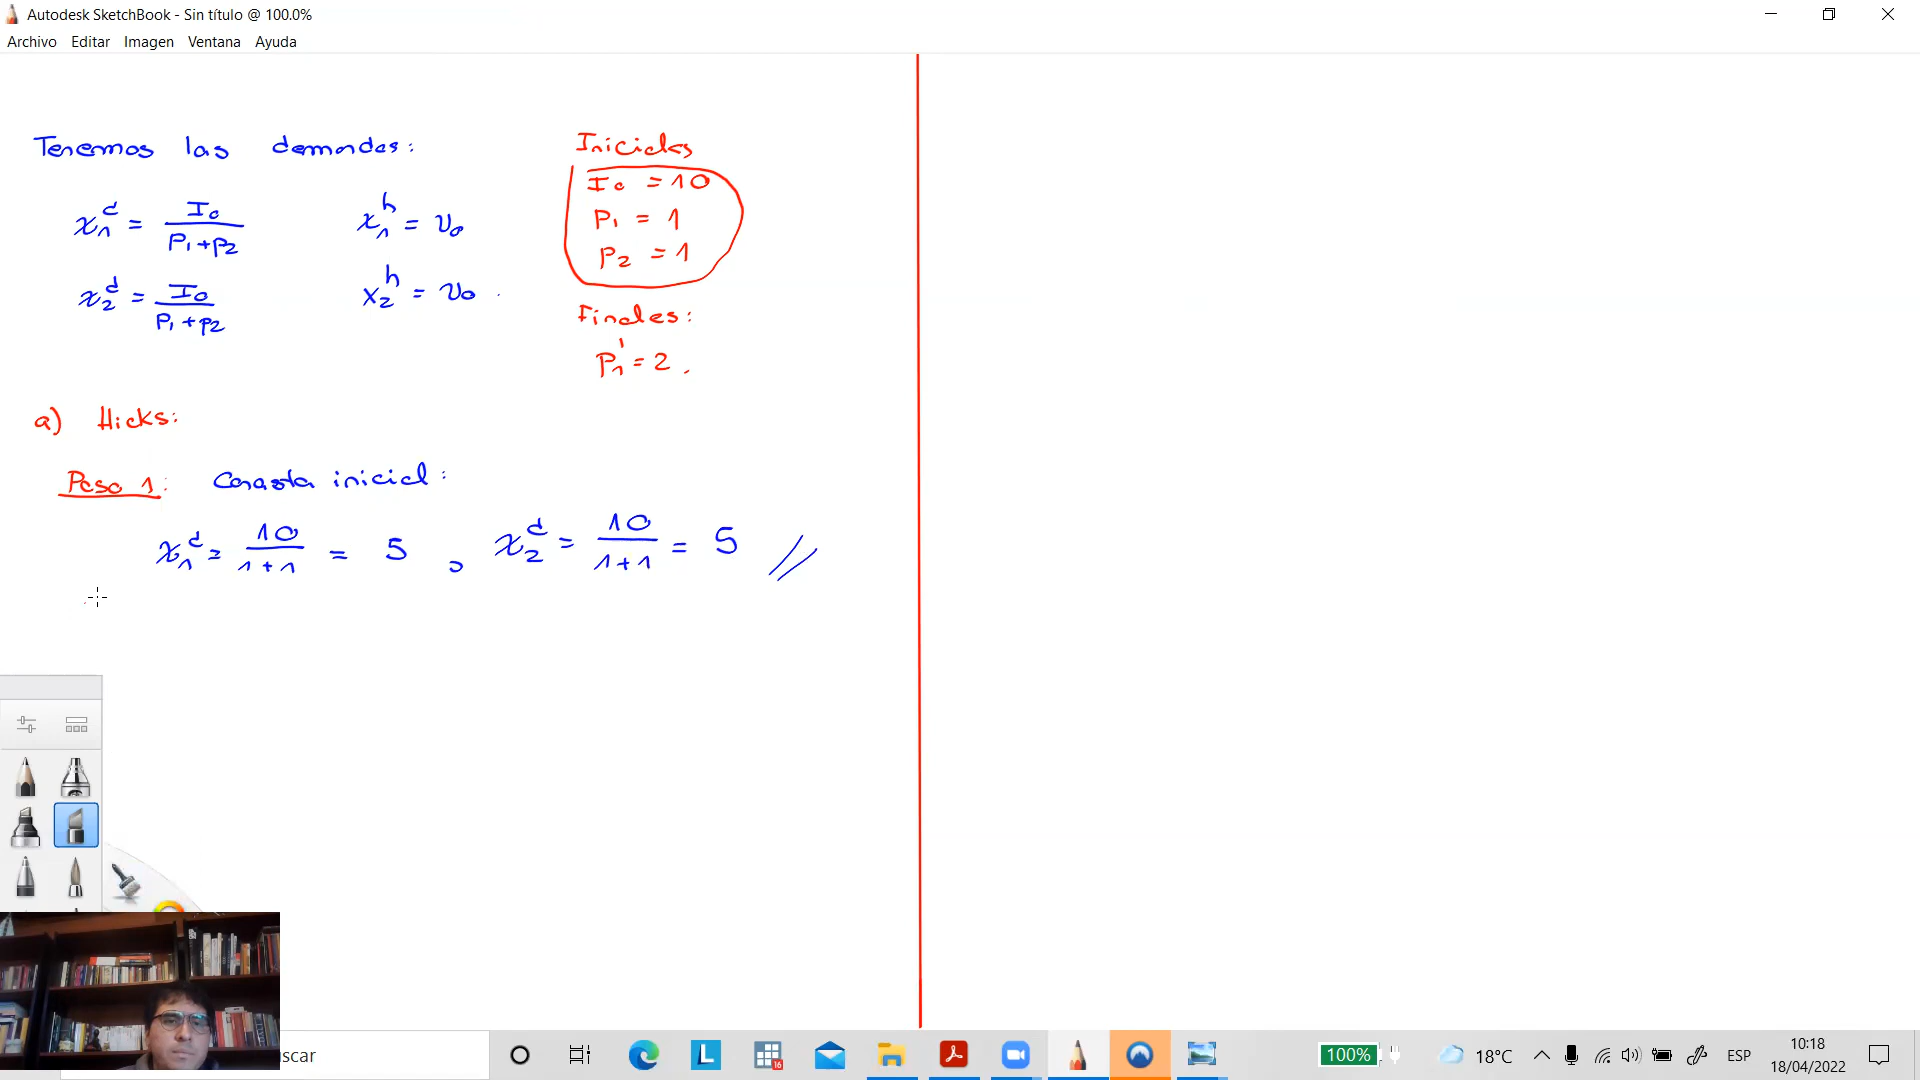 Autodesk SketchBook - Sin título @ 100.0%
Archivo Editar Imagen Ventana Ayuda
Tenemos las demandas:
x₁ᵈ = I₀ / (P₁+P₂)
x₁ʰ = U₀
x₂ᵈ = I₀ / (P₁+P₂)
x₂ʰ = U₀
Iniciales
I₀ = 10
P₁ = 1
P₂ = 1
Finales:
P₁' = 2.
a) Hicks:
Paso 1: Canasta inicial:
x₁ᵈ = 10 / (1+1) = 5 , x₂ᵈ = 10 / (1+1) = 5 //
uscar
L
16
100%
18°C
ESP
10:18
18/04/2022